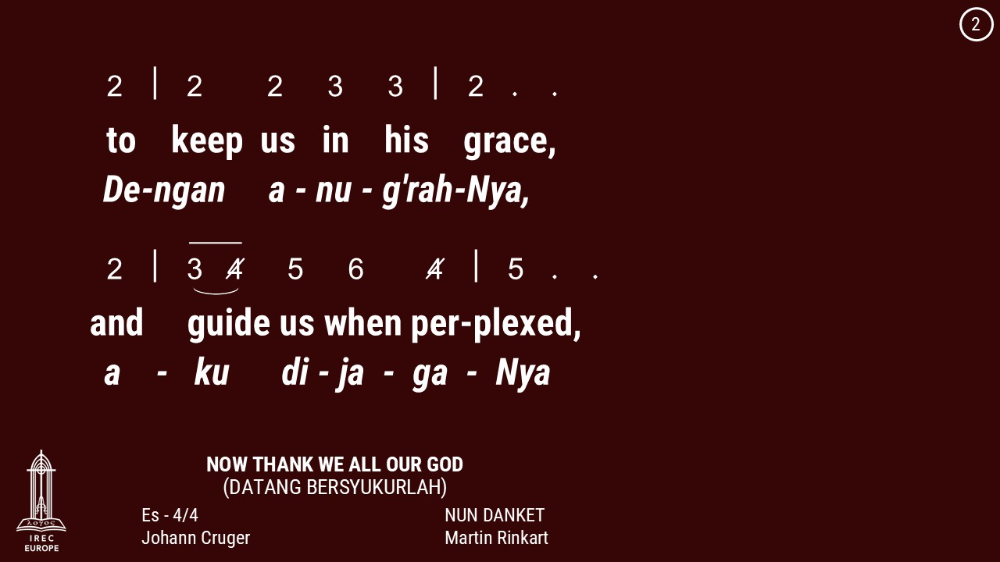 2
2 | 2 2 3 3 | 2 . .
to keep us in his grace,
De-ngan a - nu - g'rah-Nya,
2 | 3 4̸ 5 6 4̸ | 5 . .
and guide us when per-plexed,
a - ku di - ja - ga - Nya
NOW THANK WE ALL OUR GOD
(DATANG BERSYUKURLAH)
Es - 4/4 NUN DANKET
Johann Cruger Martin Rinkart
λογος
IREC
EUROPE